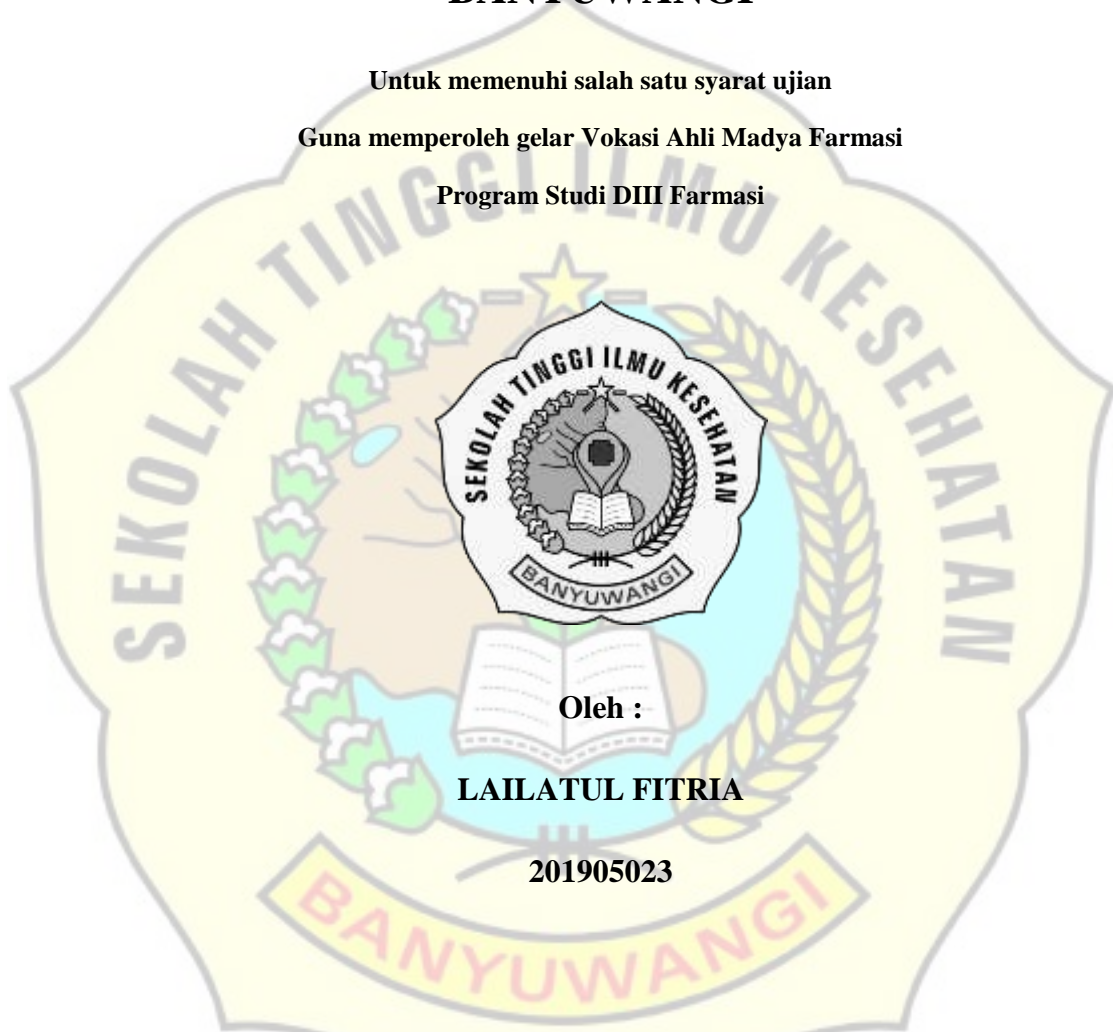 BANYUWANGI
Untuk memenuhi salah satu syarat ujian
Guna memperoleh gelar Vokasi Ahli Madya Farmasi
Program Studi DIII Farmasi
SEKOLAH TINGGI ILMU KESEHATAN
SEKOLAH TINGGI ILMU KESEHATAN
BANYUWANGI
Oleh :
LAILATUL FITRIA
201905023
BANYUWANGI